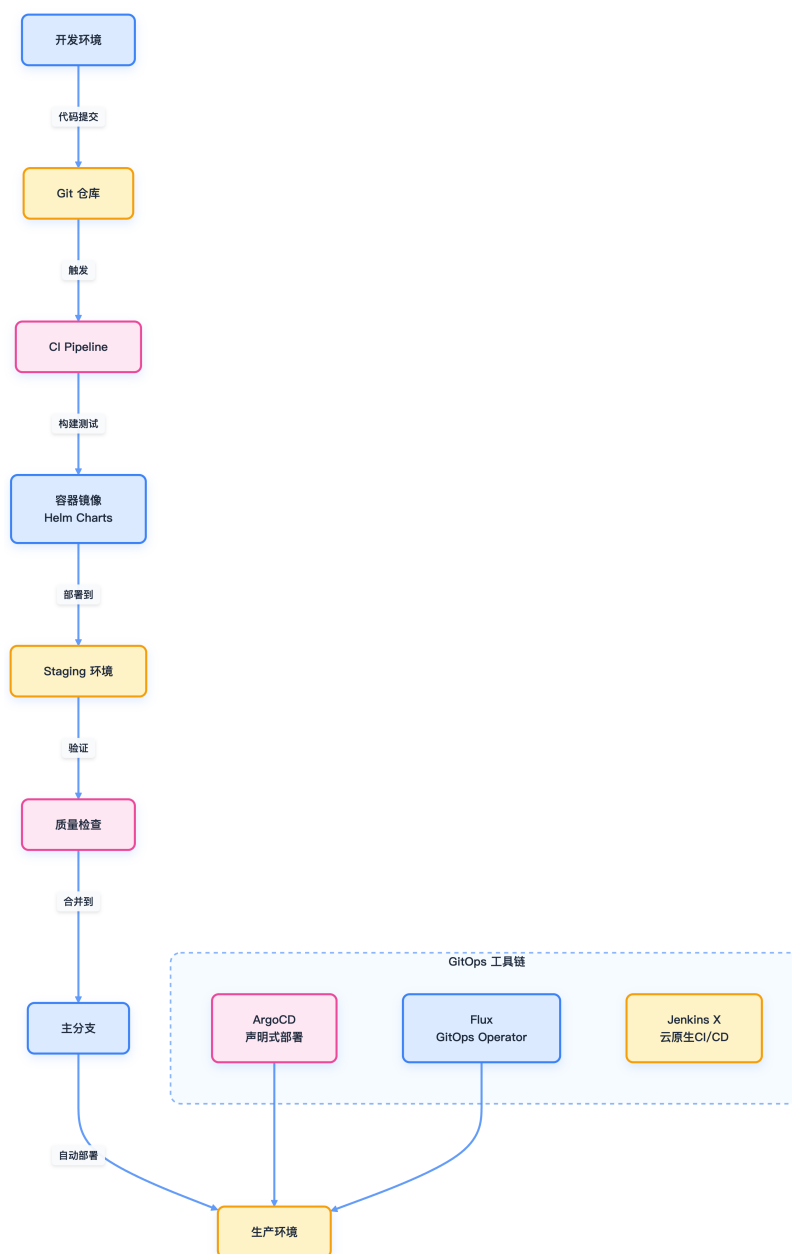 开发环境
代码提交
Git 仓库
触发
CI Pipeline
构建测试
容器镜像
Helm Charts
部署到
Staging 环境
验证
质量检查
合并到
GitOps 工具链
主分支
ArgoCD
声明式部署
Flux
GitOps Operator
Jenkins X
云原生CI/CD
自动部署
生产环境